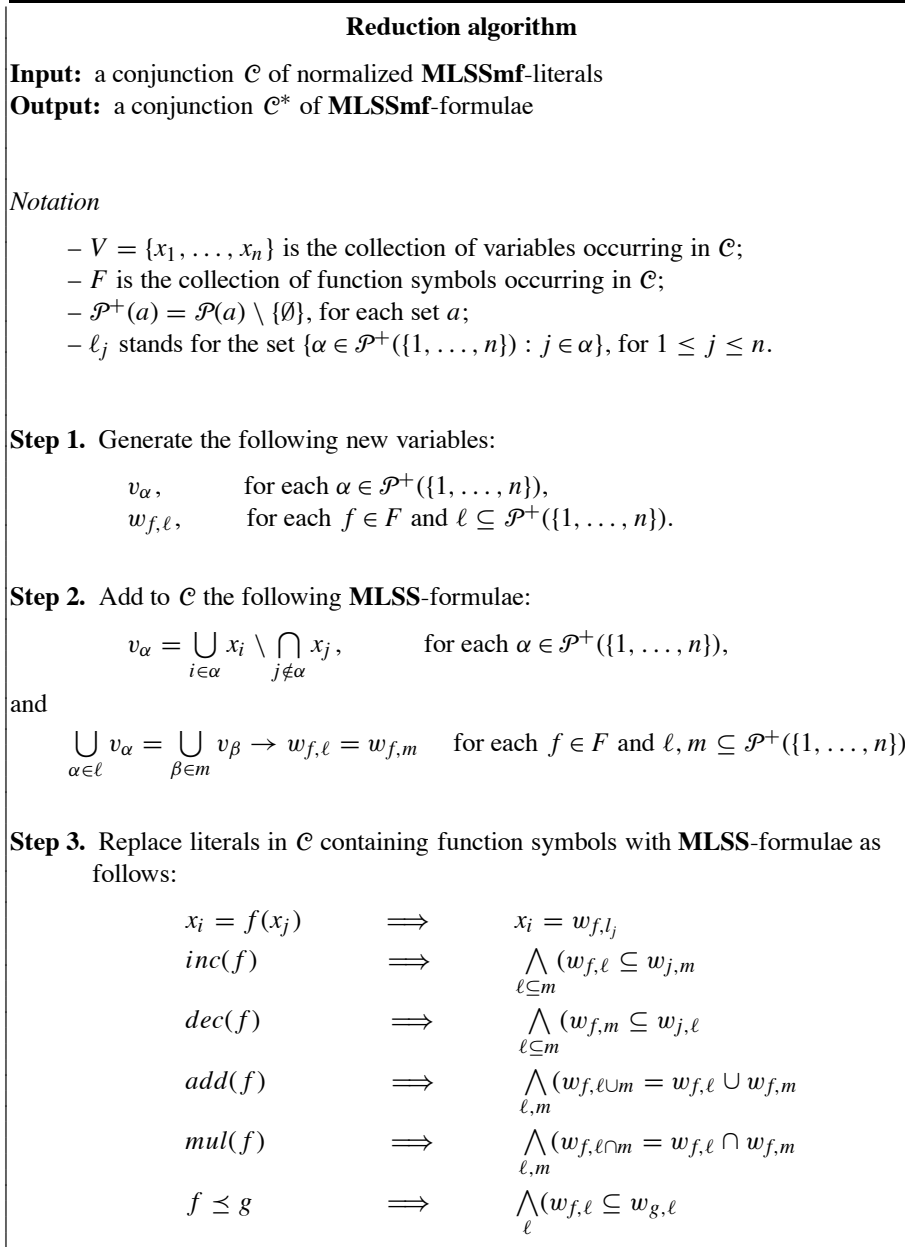 Reduction algorithm
Input: a conjunction 𝒞 of normalized MLSSmf-literals
Output: a conjunction 𝒞* of MLSSmf-formulae
Notation
– V = {x₁, . . . , xₙ} is the collection of variables occurring in 𝒞;
– F is the collection of function symbols occurring in 𝒞;
– 𝒫⁺(a) = 𝒫(a) \ {∅}, for each set a;
– ℓⱼ stands for the set {α ∈ 𝒫⁺({1, . . . , n}) : j ∈ α}, for 1 ≤ j ≤ n.
Step 1. Generate the following new variables:
v_α, for each α ∈ 𝒫⁺({1, . . . , n}),
w_{f,ℓ}, for each f ∈ F and ℓ ⊆ 𝒫⁺({1, . . . , n}).
Step 2. Add to 𝒞 the following MLSS-formulae:
v_α = ⋃_{i∈α} x_i \ ⋂_{j∉α} x_j, for each α ∈ 𝒫⁺({1, . . . , n}),
and
⋃_{α∈ℓ} v_α = ⋃_{β∈m} v_β → w_{f,ℓ} = w_{f,m} for each f ∈ F and ℓ, m ⊆ 𝒫⁺({1, . . . , n})
Step 3. Replace literals in 𝒞 containing function symbols with MLSS-formulae as
follows:
x_i = f(x_j) ⟹ x_i = w_{f,l_j}
inc(f) ⟹ ⋀_{ℓ⊆m} (w_{f,ℓ} ⊆ w_{j,m}
dec(f) ⟹ ⋀_{ℓ⊆m} (w_{f,m} ⊆ w_{j,ℓ}
add(f) ⟹ ⋀_{ℓ,m} (w_{f,ℓ∪m} = w_{f,ℓ} ∪ w_{f,m}
mul(f) ⟹ ⋀_{ℓ,m} (w_{f,ℓ∩m} = w_{f,ℓ} ∩ w_{f,m}
f ⪯ g ⟹ ⋀_ℓ (w_{f,ℓ} ⊆ w_{g,ℓ}